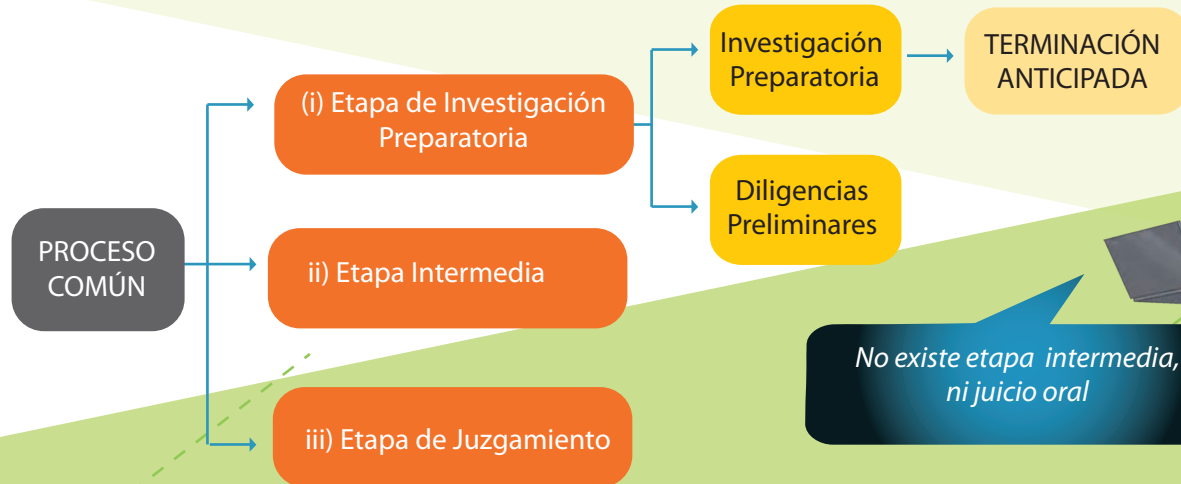 PROCESO
COMÚN
(i) Etapa de Investigación
Preparatoria
ii) Etapa Intermedia
iii) Etapa de Juzgamiento
Investigación
Preparatoria
Diligencias
Preliminares
TERMINACIÓN
ANTICIPADA
No existe etapa intermedia,
ni juicio oral